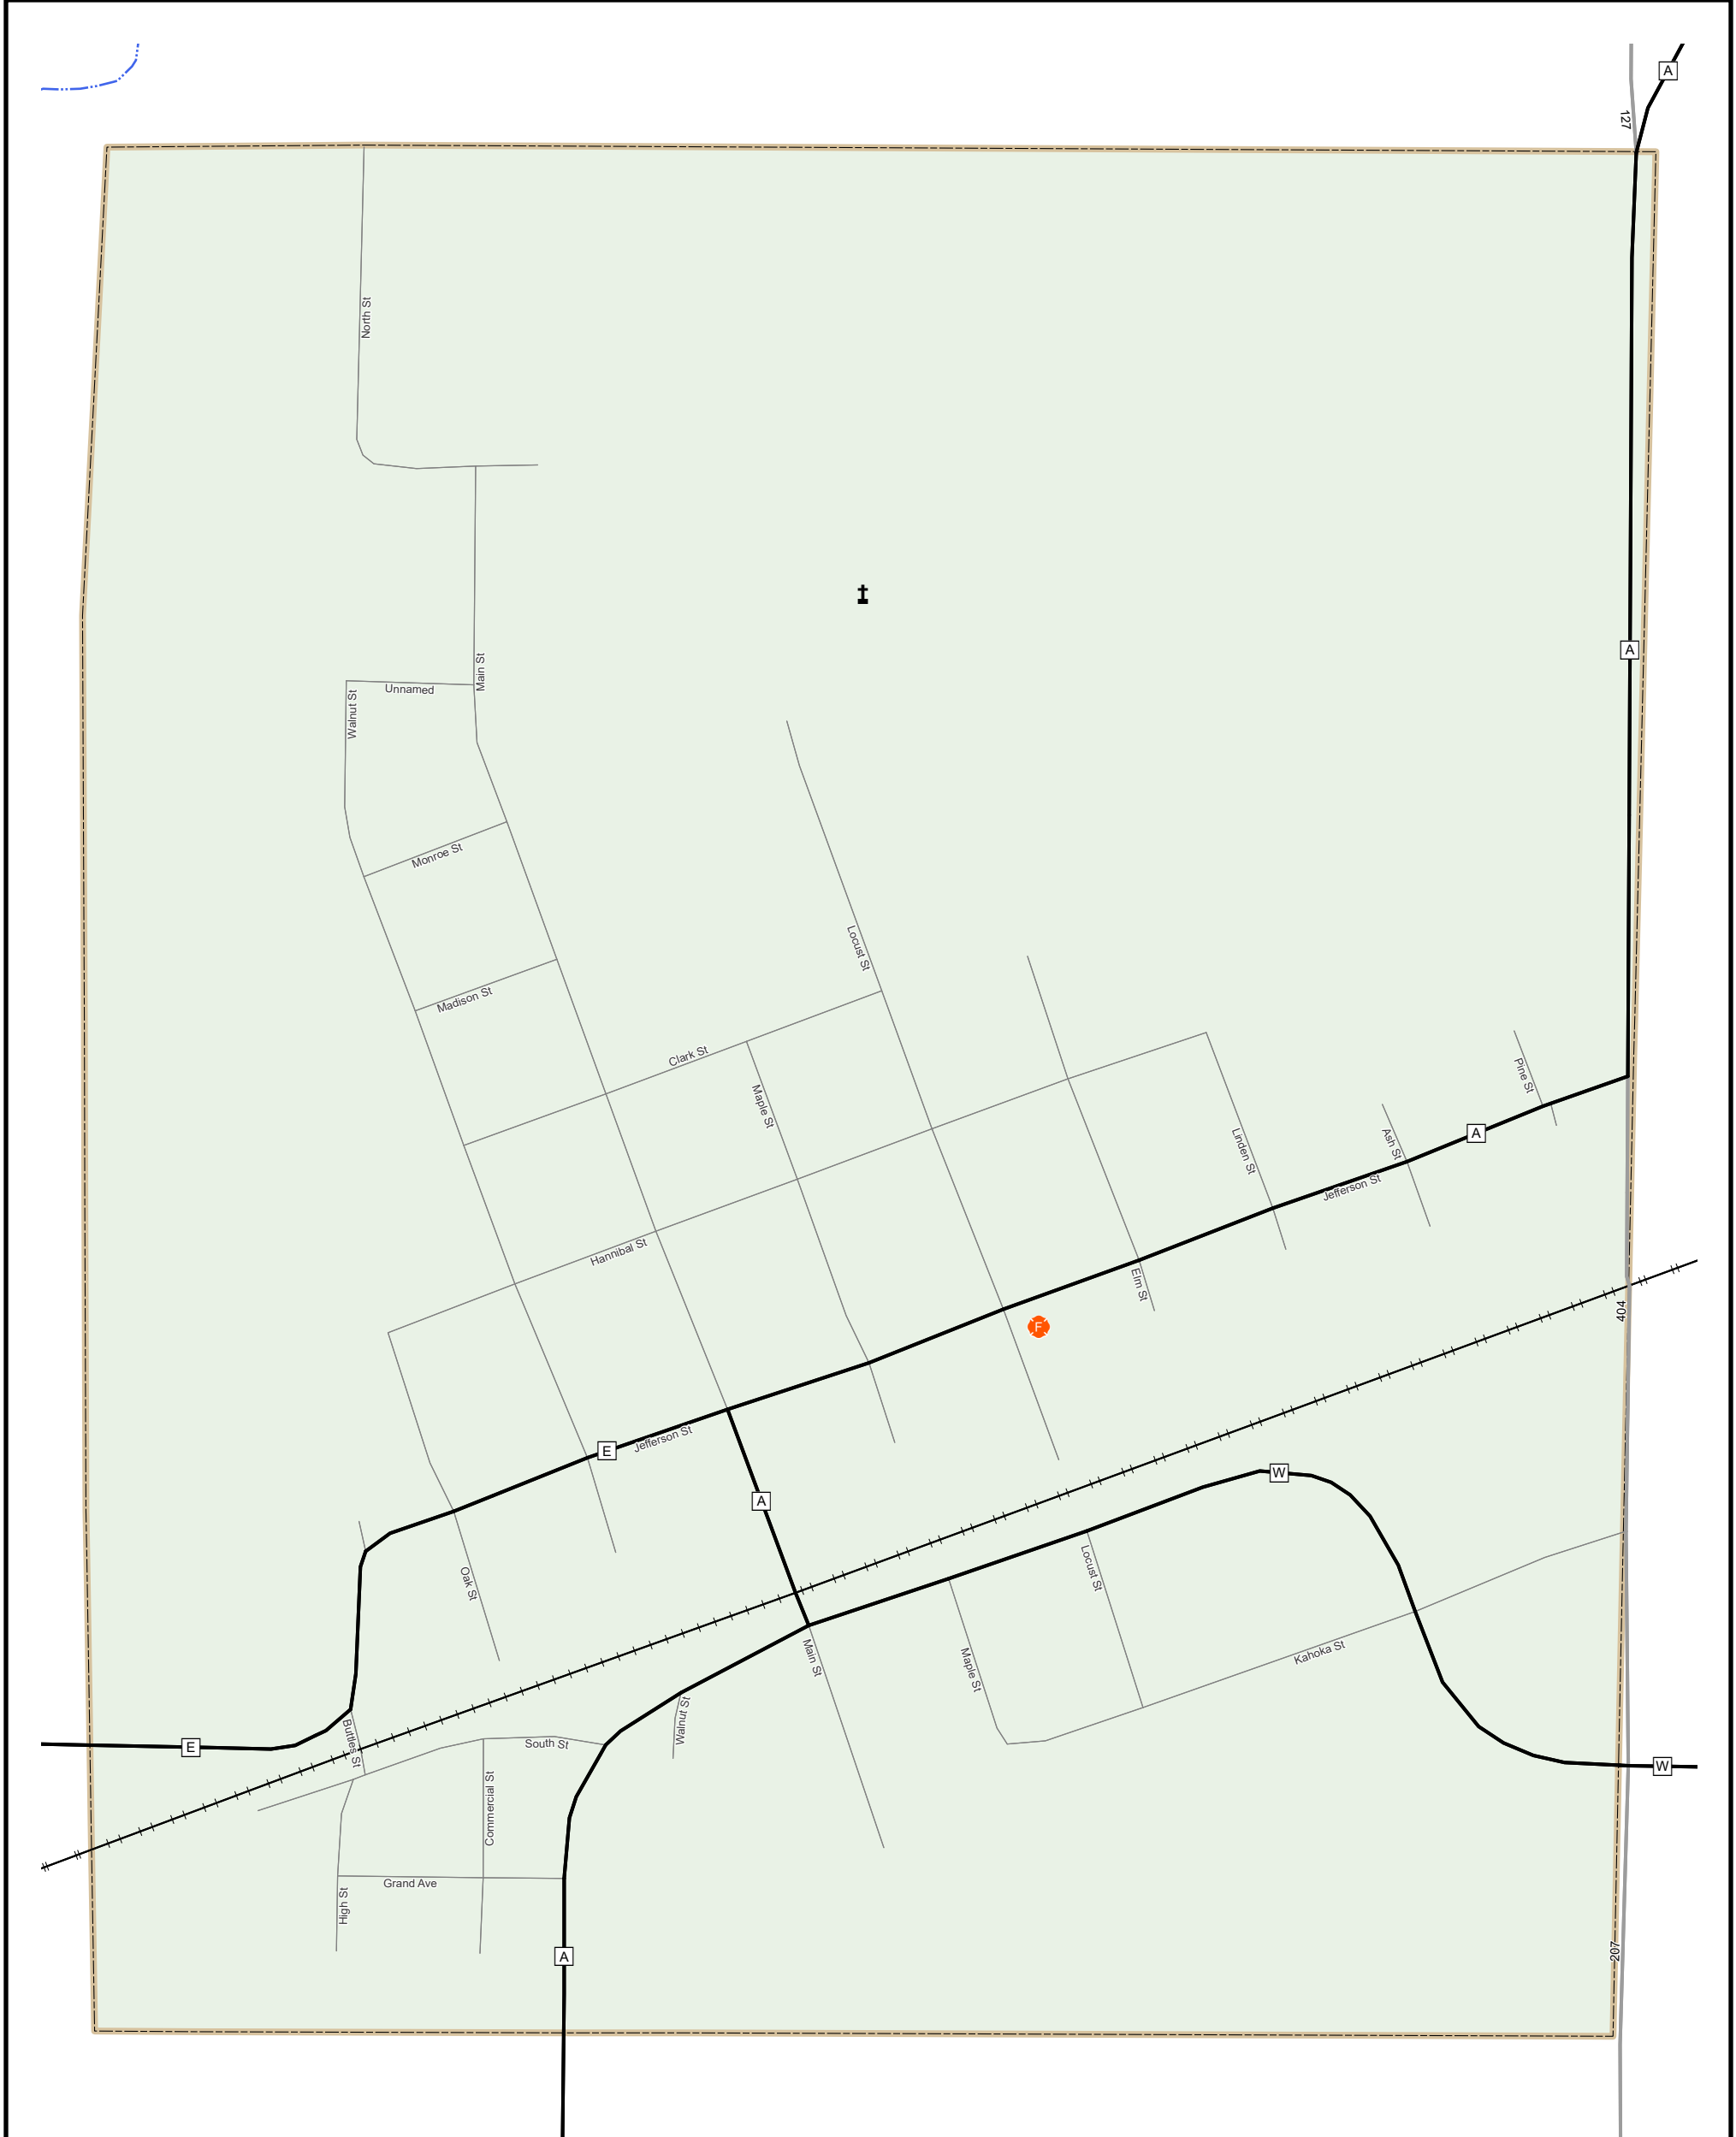 A
127
North St
A
Main St
Unnamed
Walnut St
Monroe St
Locust St
Madison St
Clark St
Pine St
Maple St
A
Ash St
Linden St
Jefferson St
Hannibal St
Elm St
404
F
Jefferson St
E
W
A
Locust St
Oak St
Main St
Kahoka St
Maple St
Walnut St
Buttles St
South St
E
W
Commercial St
Grand Ave
High St
207
A